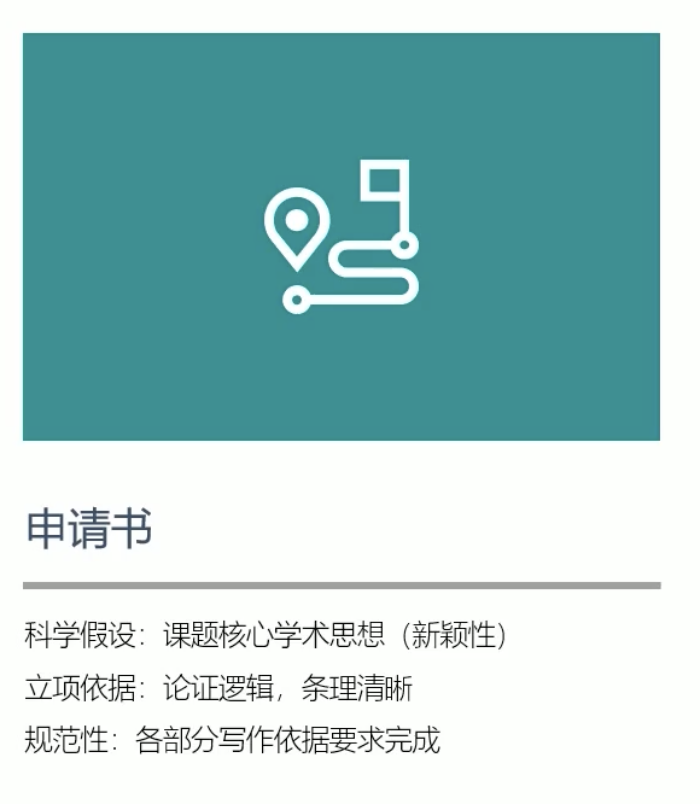 申请书
科学假设：课题核心学术思想（新颖性）
立项依据：论证逻辑，条理清晰
规范性：各部分写作依据要求完成